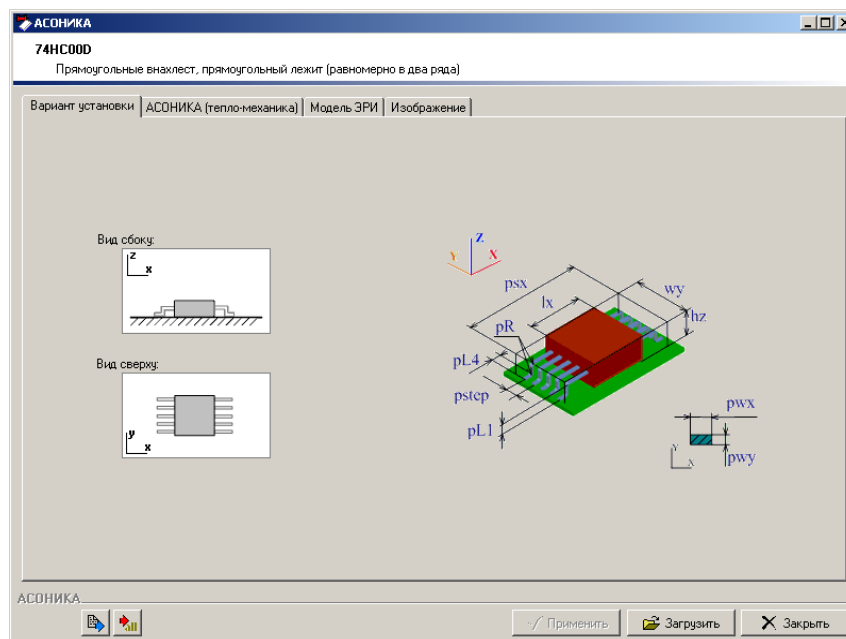 АСОНИКА
74HC00D
Прямоугольные внахлест, прямоугольный лежит (равномерно в два ряда)
Вариант установки
АСОНИКА (тепло-механика)
Модель ЭРИ
Изображение
Вид сбоку:
z
x
Вид сверху:
y
x
Z
Y
X
psx
lx
wy
hz
pR
pL4
pstep
pL1
pwx
pwy
Y
X
АСОНИКА
Применить
Загрузить
Закрыть